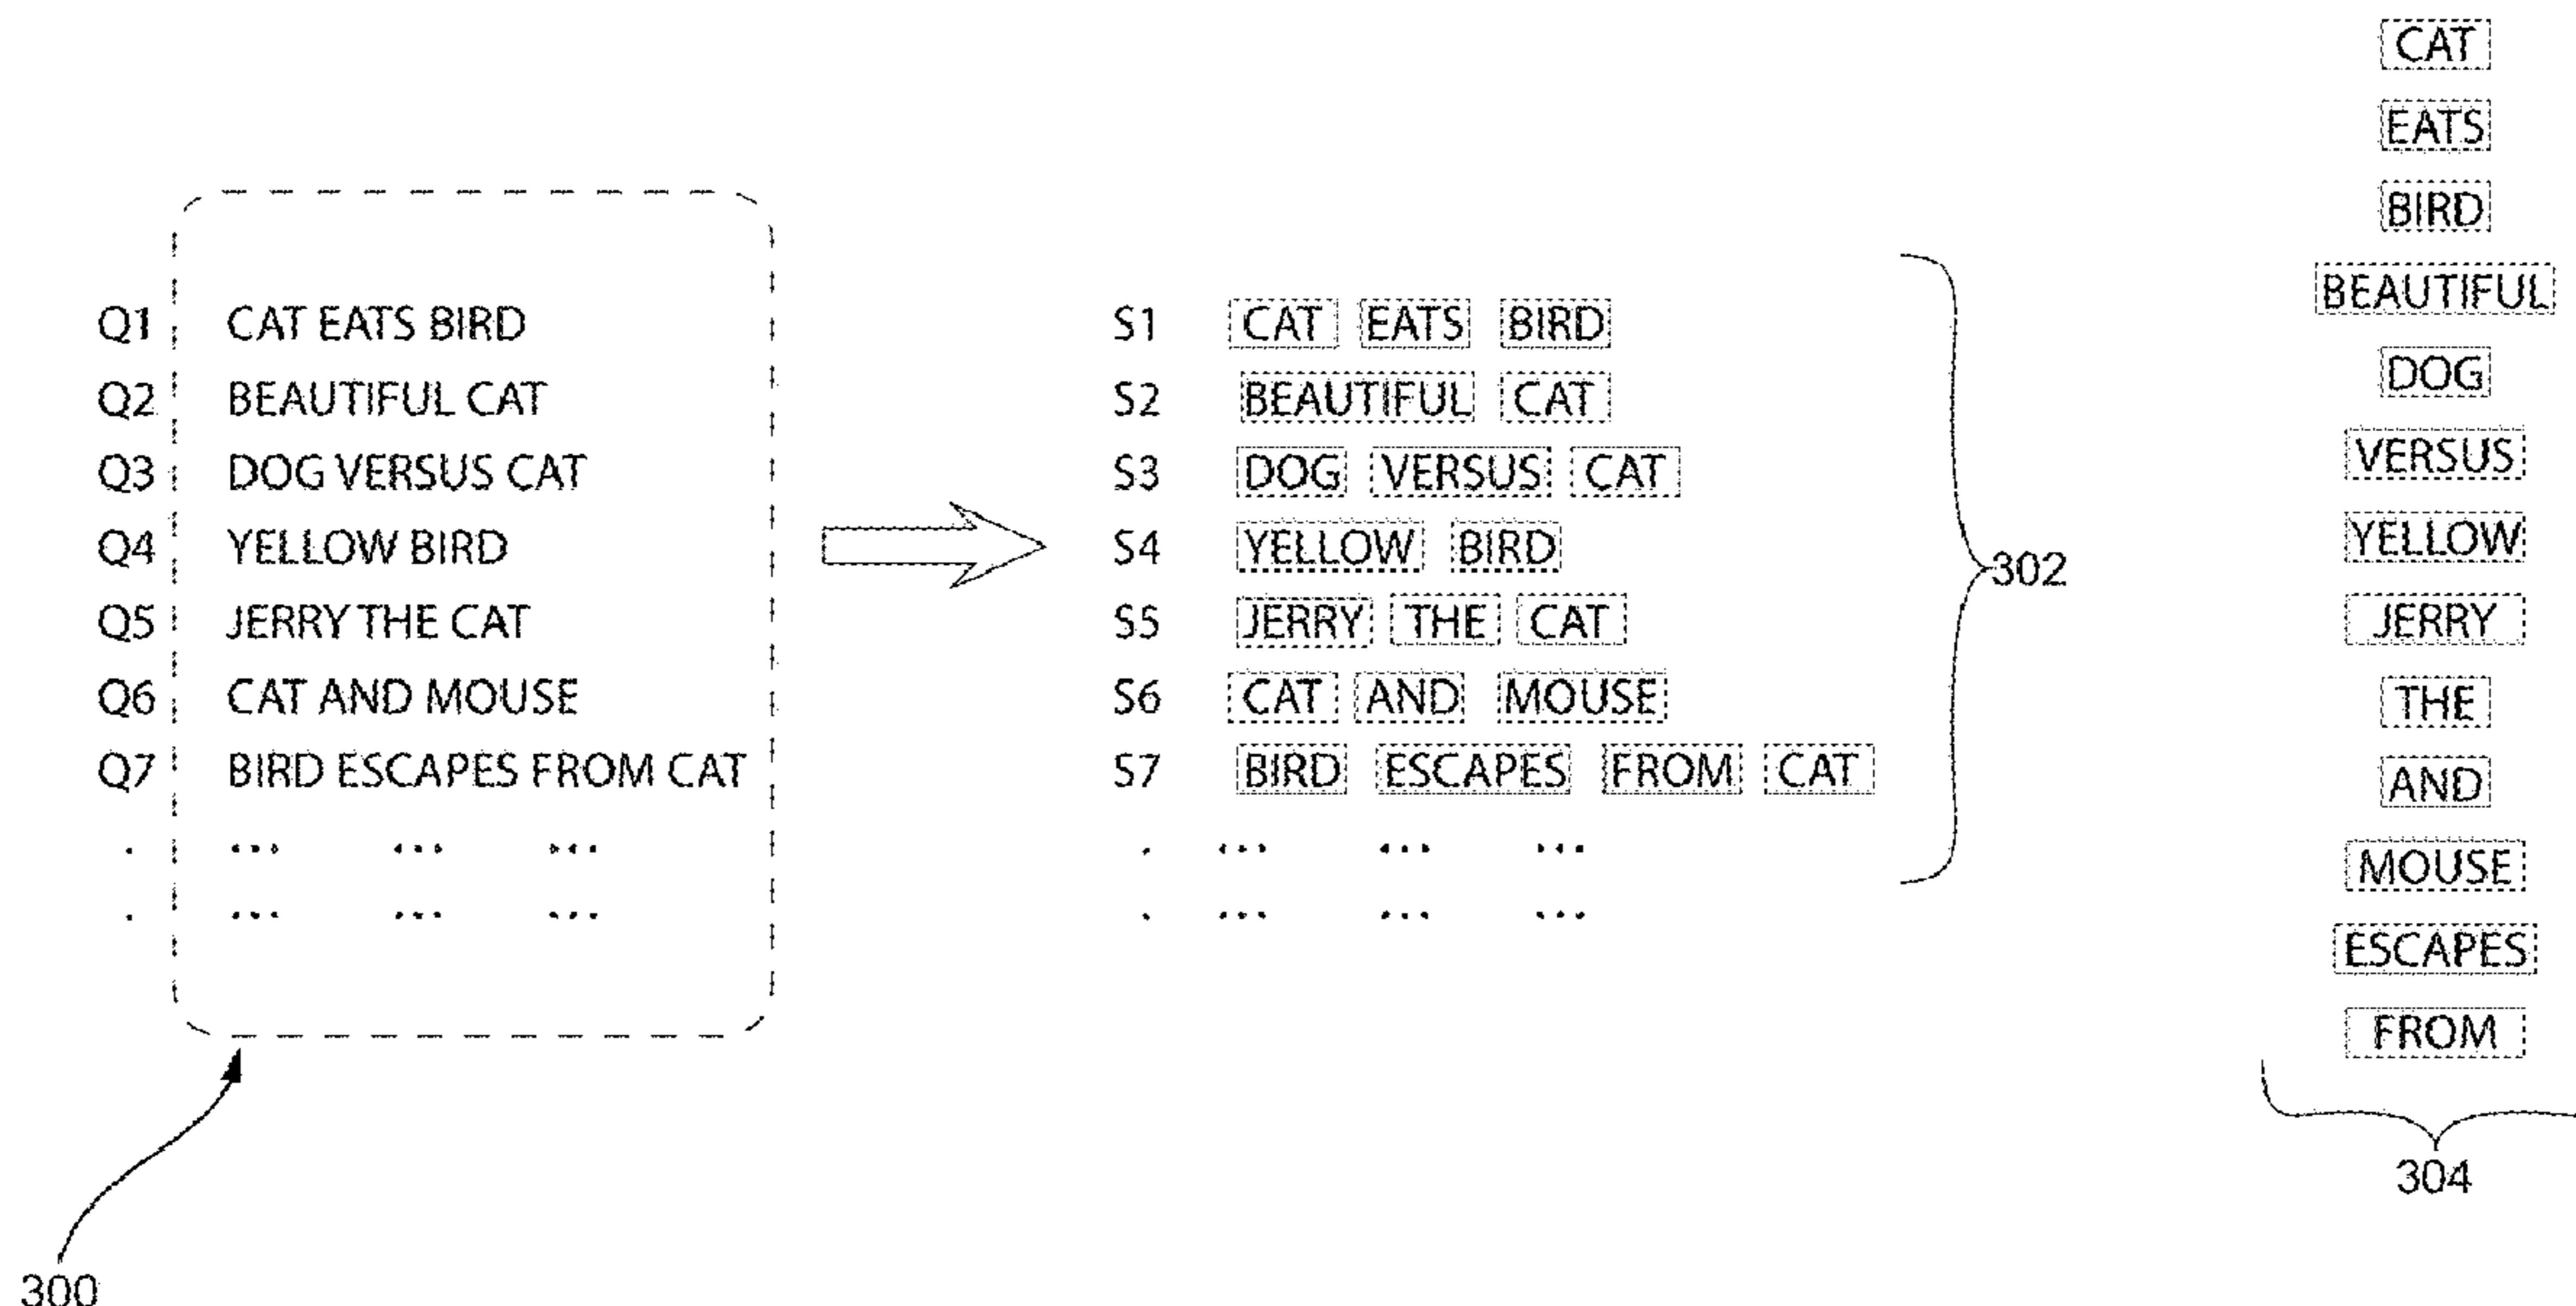 Q1 CAT EATS BIRD
Q2 BEAUTIFUL CAT
Q3 DOG VERSUS CAT
Q4 YELLOW BIRD
Q5 JERRY THE CAT
Q6 CAT AND MOUSE
Q7 BIRD ESCAPES FROM CAT
. ... ... ...
. ... ... ...
300
S1 CAT EATS BIRD
S2 BEAUTIFUL CAT
S3 DOG VERSUS CAT
S4 YELLOW BIRD
S5 JERRY THE CAT
S6 CAT AND MOUSE
S7 BIRD ESCAPES FROM CAT
. ... ... ...
. ... ... ...
302
CAT
EATS
BIRD
BEAUTIFUL
DOG
VERSUS
YELLOW
JERRY
THE
AND
MOUSE
ESCAPES
FROM
304